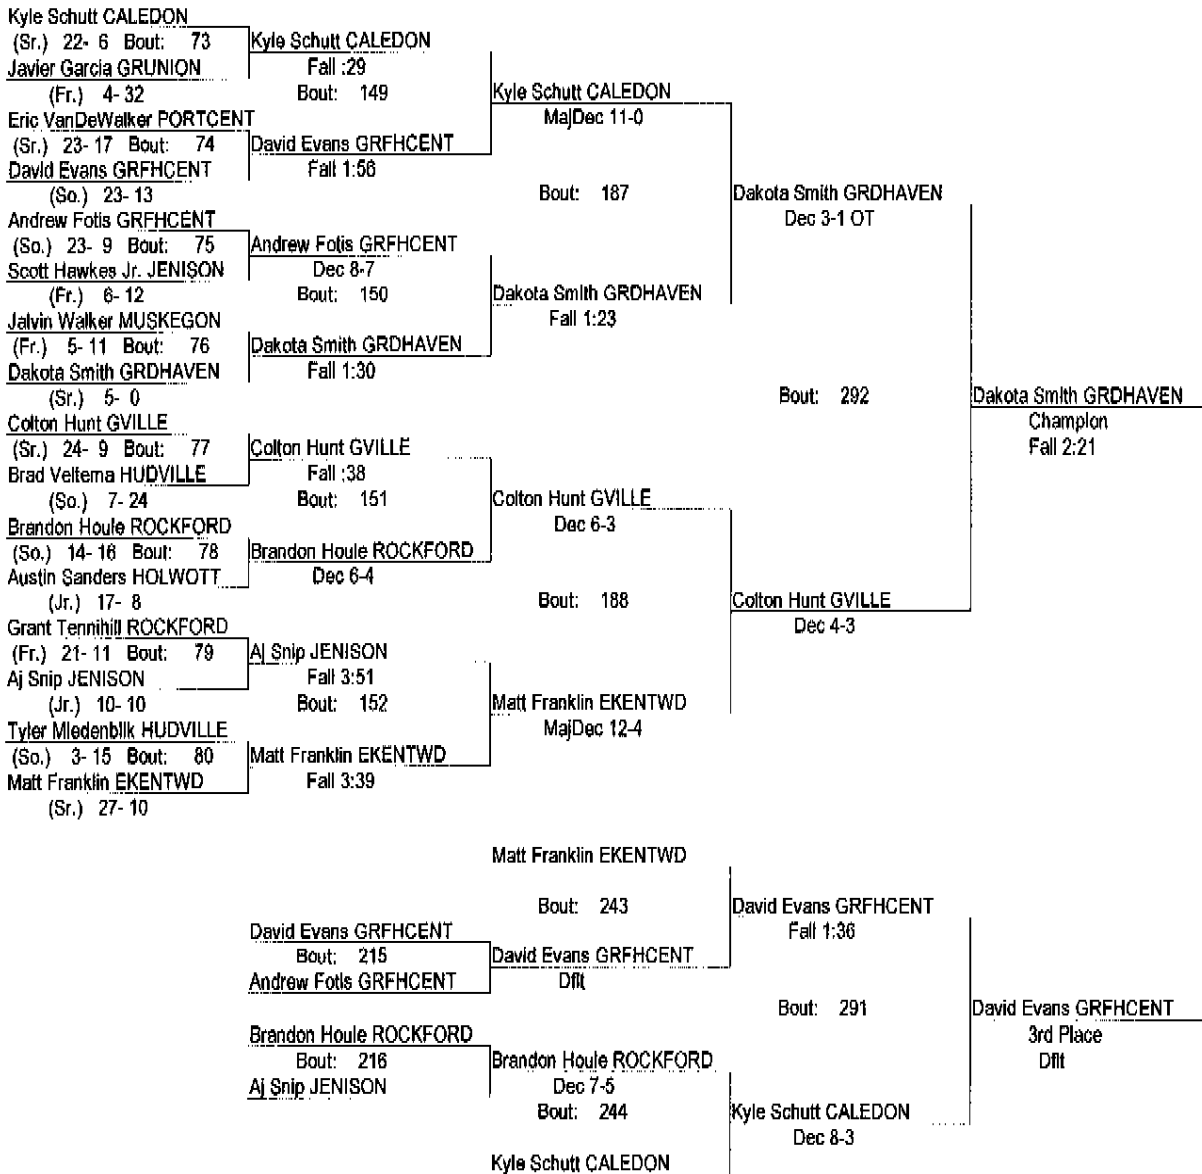 Kyle Schutt CALEDON
(Sr.) 22- 6 Bout: 73
Javier Garcia GRUNION
(Fr.) 4- 32
Eric VanDeWalker PORTCENT
(Sr.) 23- 17 Bout: 74
David Evans GRFHCENT
(So.) 23- 13
Andrew Fotis GRFHCENT
(So.) 23- 9 Bout: 75
Scott Hawkes Jr. JENISON
(Fr.) 6- 12
Jalvin Walker MUSKEGON
(Fr.) 5- 11 Bout: 76
Dakota Smith GRDHAVEN
(Sr.) 5- 0
Colton Hunt GVILLE
(Sr.) 24- 9 Bout: 77
Brad Veltema HUDVILLE
(So.) 7- 24
Brandon Houle ROCKFORD
(So.) 14- 16 Bout: 78
Austin Sanders HOLWOTT
(Jr.) 17- 8
Grant Tennihill ROCKFORD
(Fr.) 21- 11 Bout: 79
Aj Snip JENISON
(Jr.) 10- 10
Tyler Miedenblik HUDVILLE
(So.) 3- 15 Bout: 80
Matt Franklin EKENTWD
(Sr.) 27- 10
Kyle Schutt CALEDON
Fall :29
Bout: 149
David Evans GRFHCENT
Fall 1:56
Andrew Fotis GRFHCENT
Dec 8-7
Bout: 150
Dakota Smith GRDHAVEN
Fall 1:30
Colton Hunt GVILLE
Fall :38
Bout: 151
Brandon Houle ROCKFORD
Dec 6-4
Aj Snip JENISON
Fall 3:51
Bout: 152
Matt Franklin EKENTWD
Fall 3:39
Kyle Schutt CALEDON
MajDec 11-0
Bout: 187
Dakota Smith GRDHAVEN
Fall 1:23
Colton Hunt GVILLE
Dec 6-3
Bout: 188
Matt Franklin EKENTWD
MajDec 12-4
Dakota Smith GRDHAVEN
Dec 3-1 OT
Bout: 292
Colton Hunt GVILLE
Dec 4-3
Dakota Smith GRDHAVEN
Champion
Fall 2:21
David Evans GRFHCENT
Bout: 215
Andrew Fotis GRFHCENT
Brandon Houle ROCKFORD
Bout: 216
Aj Snip JENISON
Matt Franklin EKENTWD
Bout: 243
David Evans GRFHCENT
Dflt
Brandon Houle ROCKFORD
Dec 7-5
Bout: 244
Kyle Schutt CALEDON
David Evans GRFHCENT
Fall 1:36
Bout: 291
Kyle Schutt CALEDON
Dec 8-3
David Evans GRFHCENT
3rd Place
Dflt